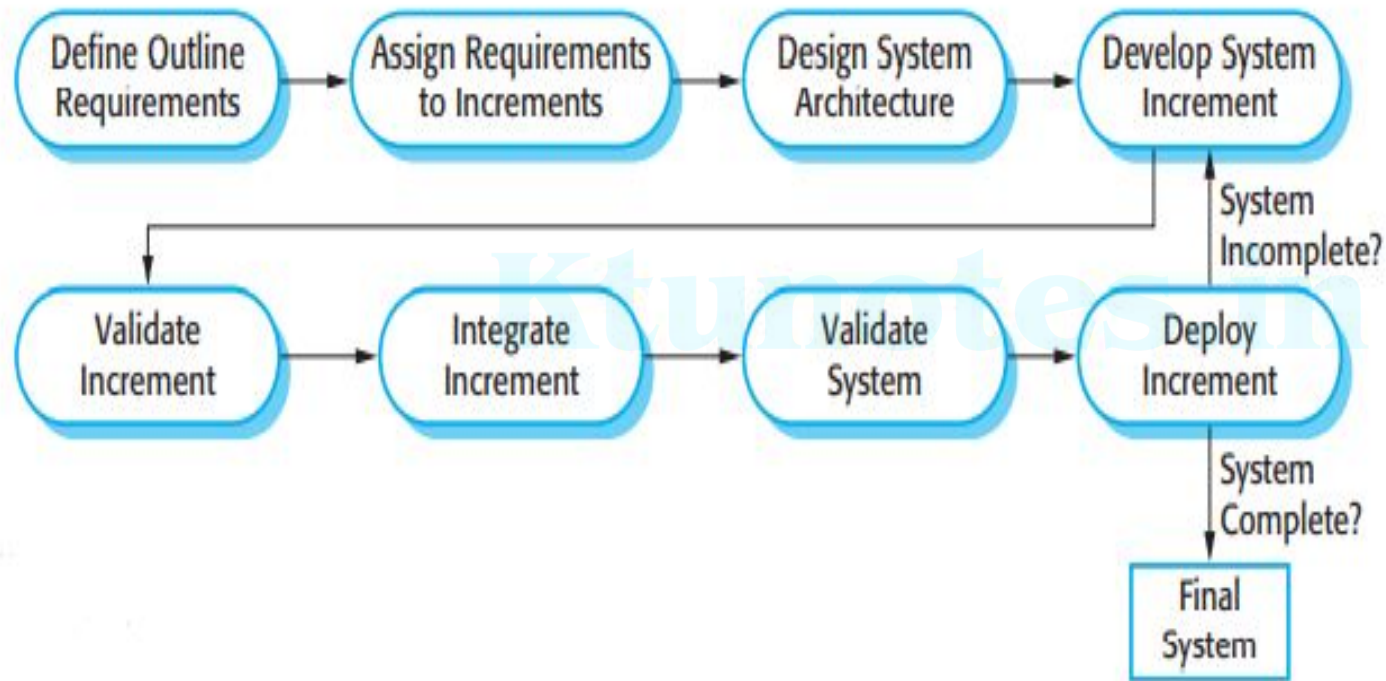 Define Outline
Requirements
Assign Requirements
to Increments
Design System
Architecture
Develop System
Increment
System
Incomplete?
Validate
Increment
Integrate
Increment
Validate
System
Deploy
Increment
Ktunotes.in
System
Complete?
Final
System